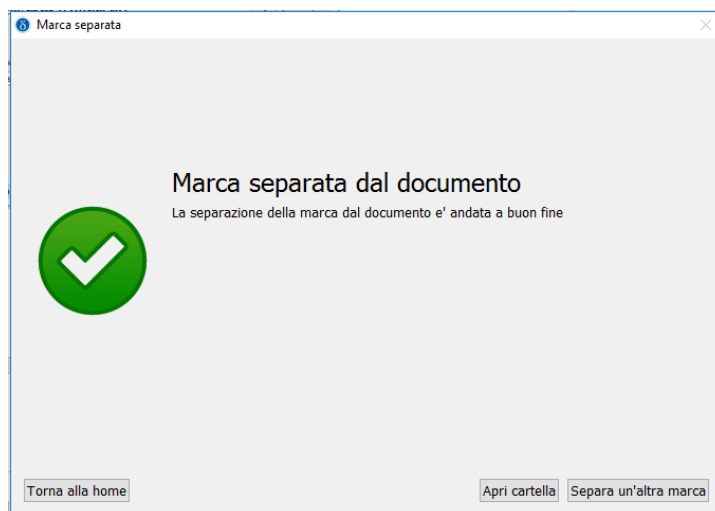 Marca separata
Marca separata dal documento
La separazione della marca dal documento e' andata a buon fine
Torna alla home
Apri cartella
Separa un'altra marca